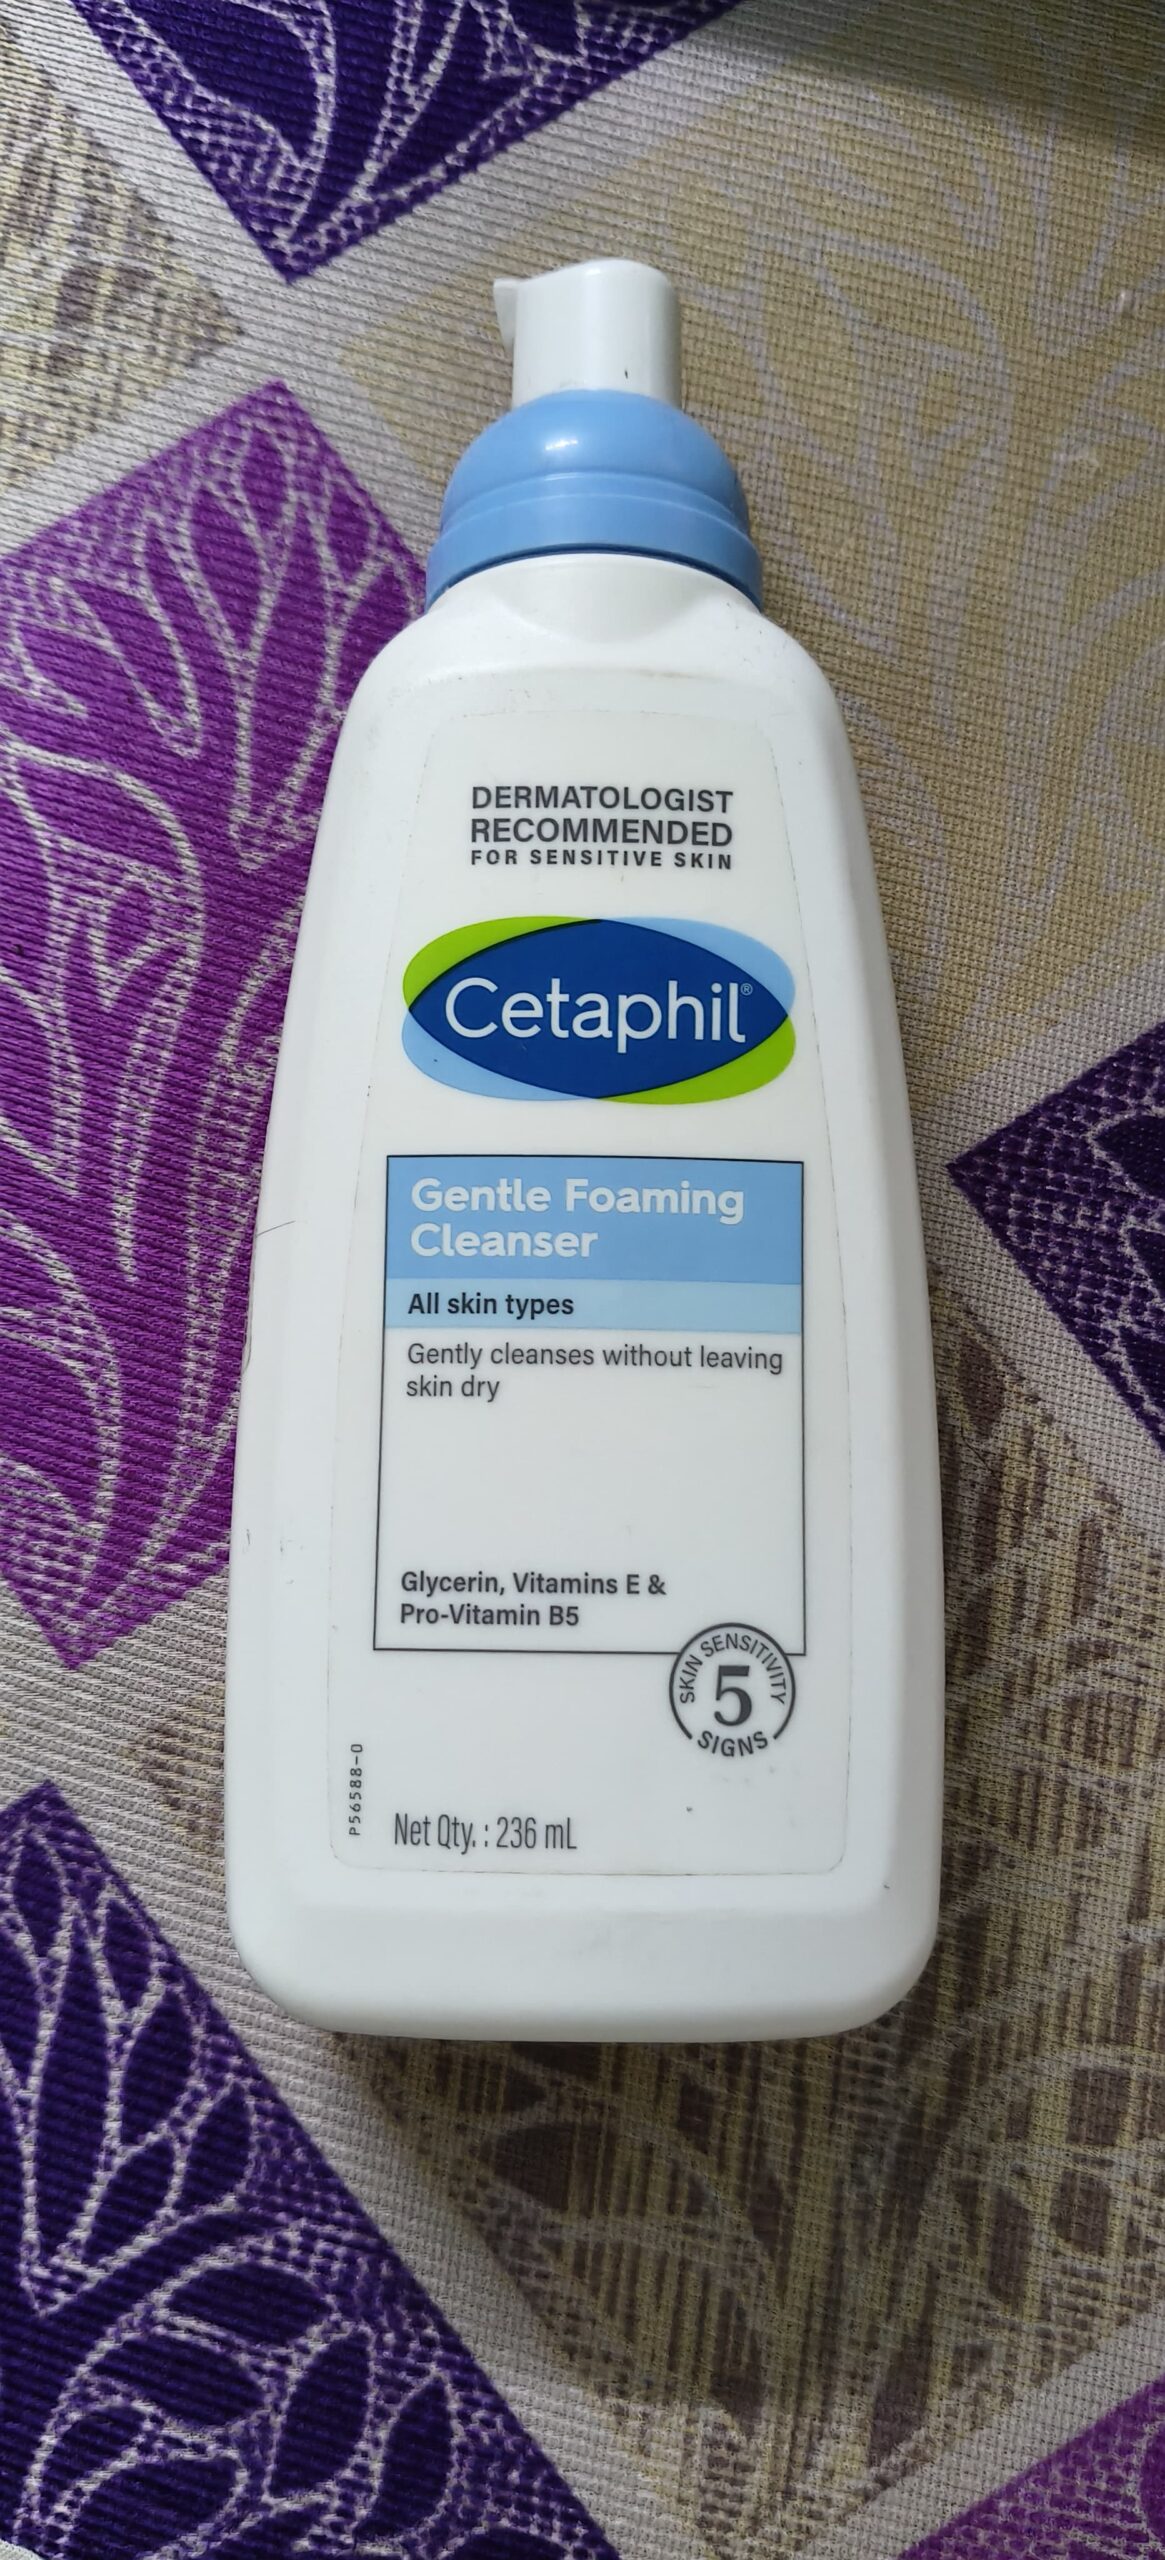 DERMATOLOGIST
RECOMMENDED
FOR SENSITIVE SKIN
Cetaphil®
Gentle Foaming
Cleanser
All skin types
Gently cleanses without leaving
skin dry
Glycerin, Vitamins E &
Pro-Vitamin B5
SKIN SENSITIVITY
5
SIGNS
P56588-0
Net Qty. : 236 mL